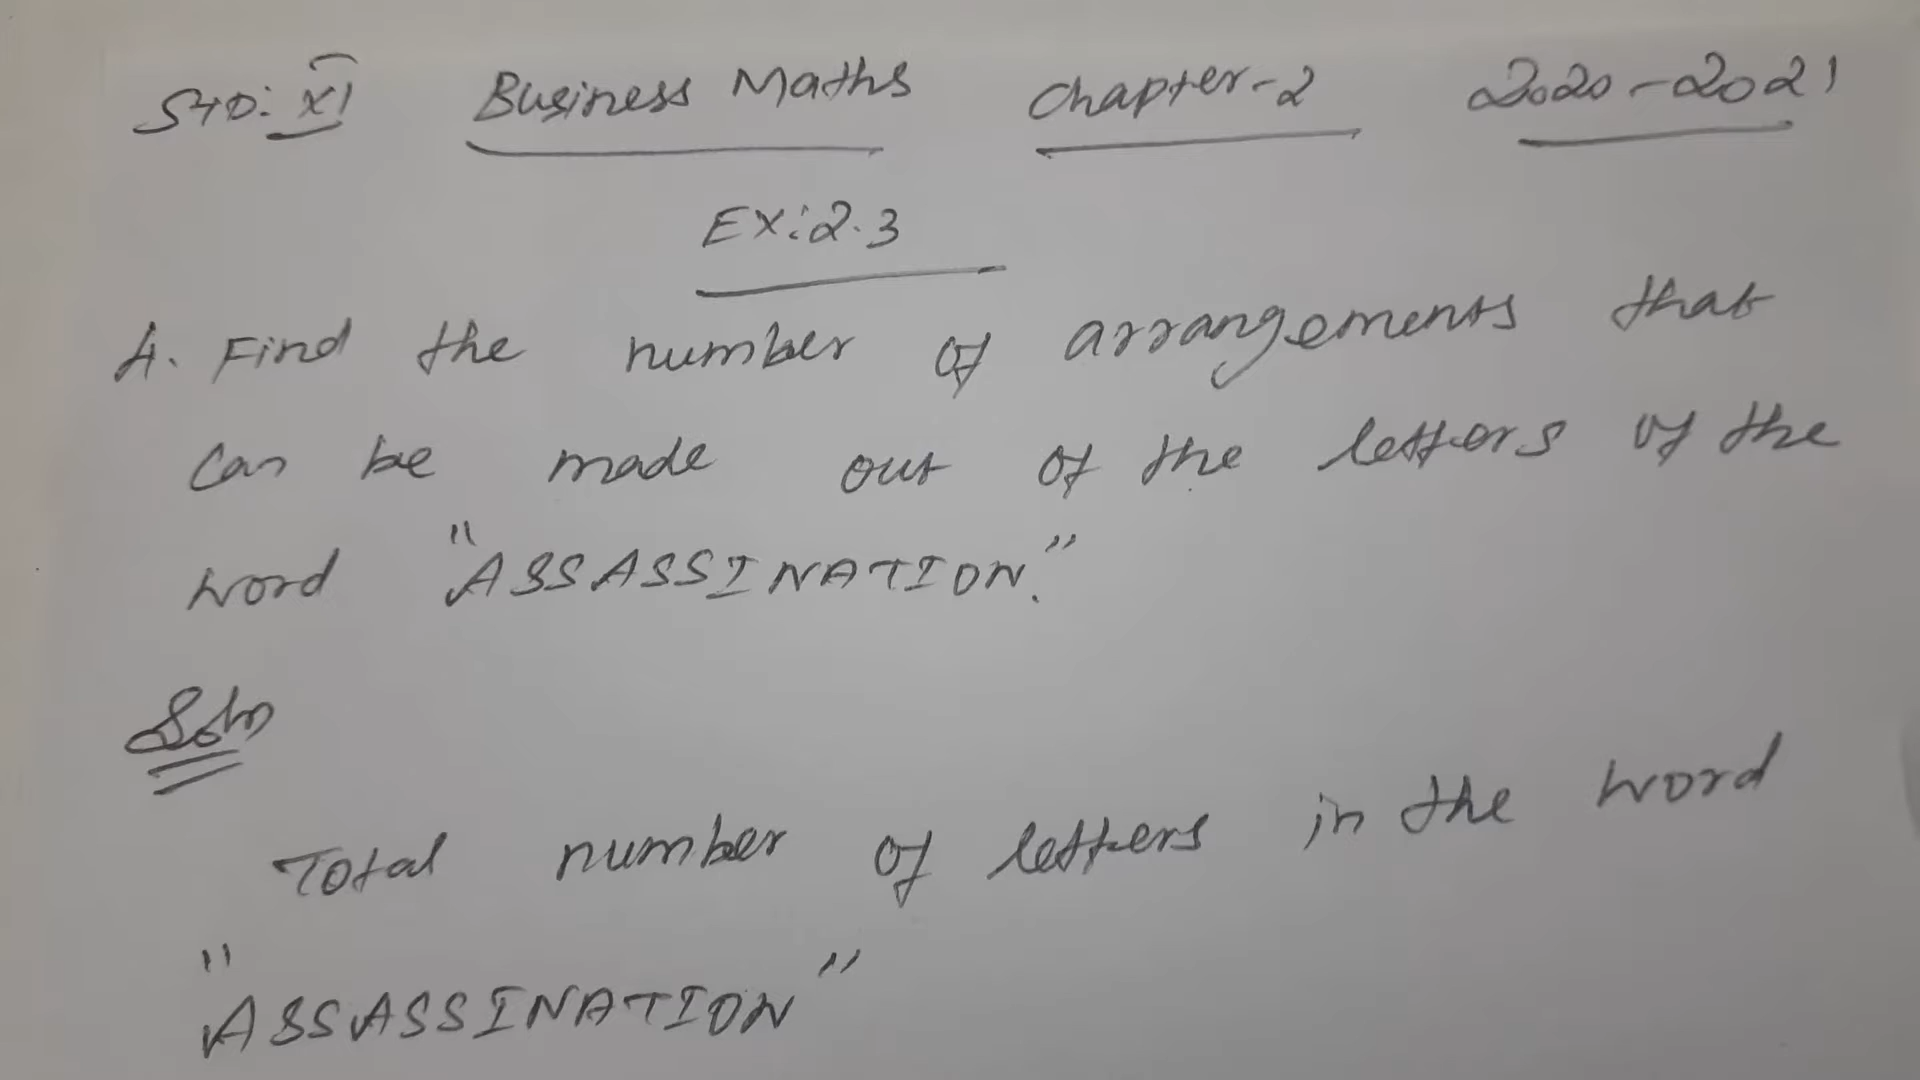 STD: XI Business Maths Chapter-2 2020-2021
EX:2.3
4. Find the number of arrangements that
can be made out of the letters of the
word "ASSASSINATION."
Soln
Total number of letters in the word
"ASSASSINATION"